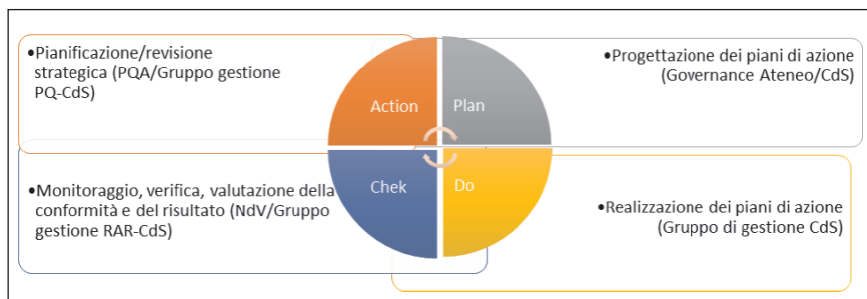 •Pianificazione/revisione
strategica (PQA/Gruppo gestione
PQ-CdS)
•Progettazione dei piani di azione
(Governance Ateneo/CdS)
Action
Plan
Chek
Do
•Monitoraggio, verifica, valutazione della
conformità e del risultato (NdV/Gruppo
gestione RAR-CdS)
•Realizzazione dei piani di azione
(Gruppo di gestione CdS)